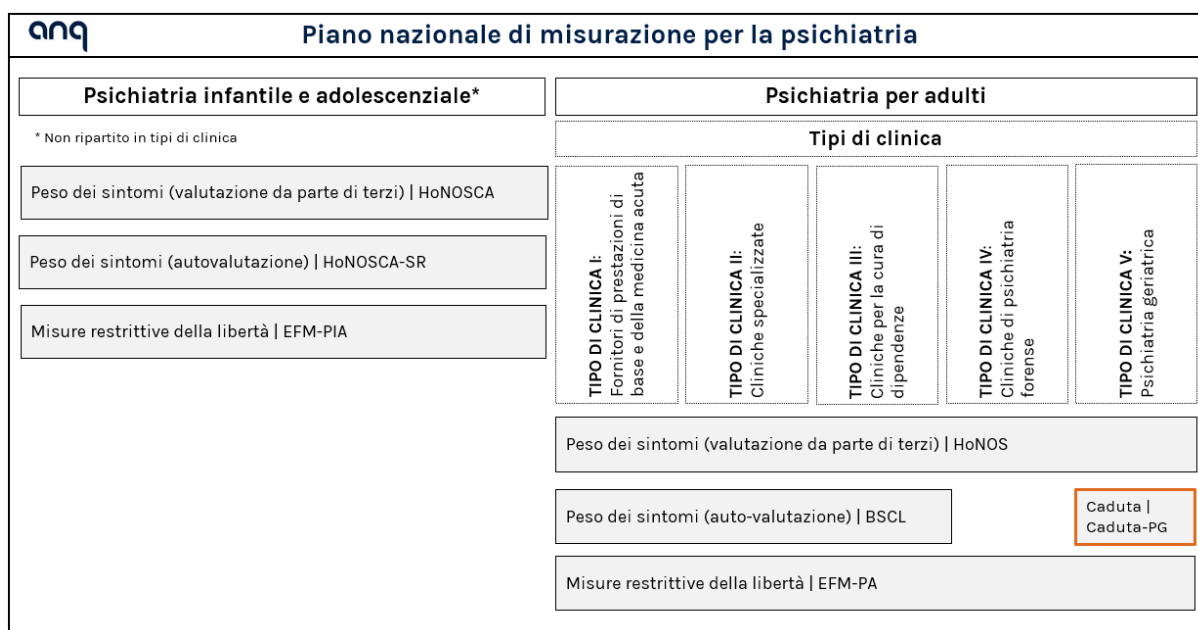 anq
Piano nazionale di misurazione per la psichiatria
Psichiatria infantile e adolescenziale*
* Non ripartito in tipi di clinica
Peso dei sintomi (valutazione da parte di terzi) | HoNOSCA
Peso dei sintomi (autovalutazione) | HoNOSCA-SR
Misure restrittive della libertà | EFM-PIA
Psichiatria per adulti
Tipi di clinica
TIPO DI CLINICA I:
Fornitori di prestazioni di
base e della medicina acuta
TIPO DI CLINICA II:
Cliniche specializzate
TIPO DI CLINICA III:
Cliniche per la cura di
dipendenze
TIPO DI CLINICA IV:
Cliniche di psichiatria
forense
TIPO DI CLINICA V:
Psichiatria geriatrica
Peso dei sintomi (valutazione da parte di terzi) | HoNOS
Peso dei sintomi (auto-valutazione) | BSCL
Caduta |
Caduta-PG
Misure restrittive della libertà | EFM-PA